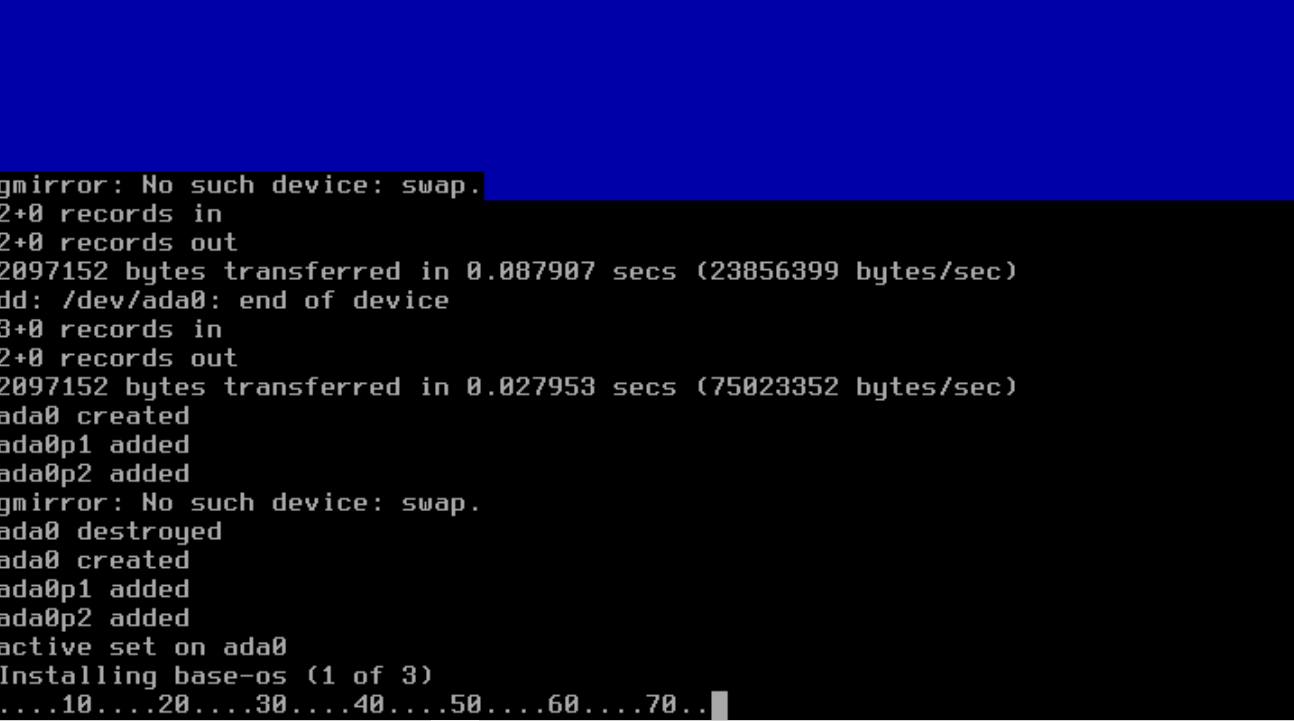 gmirror: No such device: swap.
2+0 records in
2+0 records out
2097152 bytes transferred in 0.087907 secs (23856399 bytes/sec)
dd: /dev/ada0: end of device
3+0 records in
2+0 records out
2097152 bytes transferred in 0.027953 secs (75023352 bytes/sec)
ada0 created
ada0p1 added
ada0p2 added
gmirror: No such device: swap.
ada0 destroyed
ada0 created
ada0p1 added
ada0p2 added
active set on ada0
Installing base-os (1 of 3)
....10....20....30....40....50....60....70..